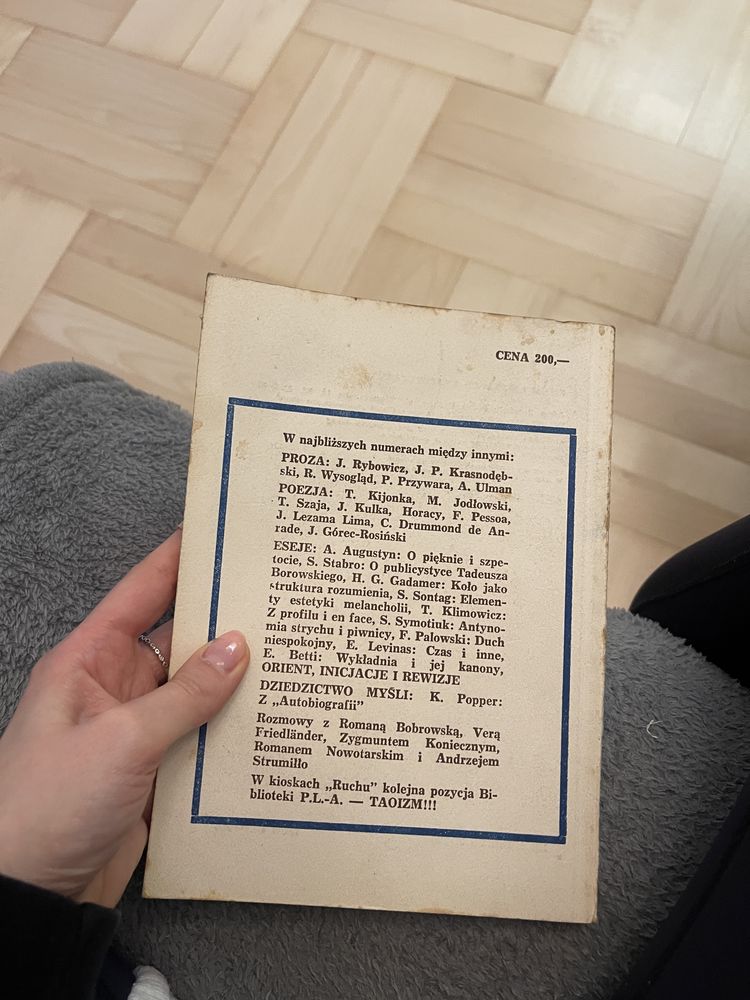 CENA 200,—
W najbliższych numerach między innymi:
PROZA: J. Rybowicz, J. P. Krasnodęb-
ski, R. Wysogląd, P. Przywara, A. Ulman
POEZJA: T. Kijonka, M. Jodłowski,
T. Szaja, J. Kulka, Horacy, F. Pessoa,
J. Lezama Lima, C. Drummond de An-
rade, J. Górec-Rosiński
ESEJE: A. Augustyn: O pięknie i szpe-
tocie, S. Stabro: O publicystyce Tadeusza
Borowskiego, H. G. Gadamer: Koło jako
struktura rozumienia, S. Sontag: Elemen-
ty estetyki melancholii, T. Klimowicz:
Z profilu i en face, S. Symotiuk: Antyno-
mia strychu i piwnicy, F. Palowski: Duch
niespokojny, E. Levinas: Czas i inne,
E. Betti: Wykładnia i jej kanony,
ORIENT, INICJACJE I REWIZJE
DZIEDZICTWO MYŚLI: K. Popper:
Z „Autobiografii”
Rozmowy z Romaną Bobrowską, Verą
Friedländer, Zygmuntem Koniecznym,
Romanem Nowotarskim i Andrzejem
Strumiłło
W kioskach „Ruchu” kolejna pozycja Bi-
blioteki P.L.-A. — TAOIZM!!!